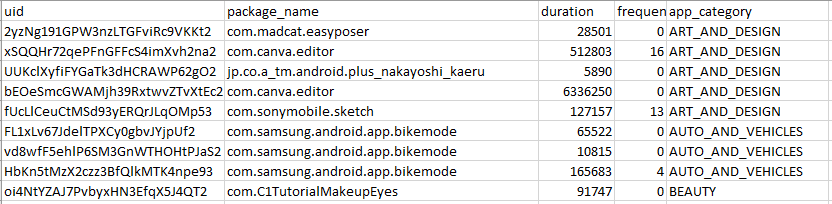 uid package_name duration frequen app_category
2yzNg191GPW3nzLTGFviRc9VKKt2 com.madcat.easyposer 28501 0 ART_AND_DESIGN
xSQQHr72qePFnGFFcS4imXvh2na2 com.canva.editor 512803 16 ART_AND_DESIGN
UUKclXyfiFYGaTk3dHCRAWP62gO2 jp.co.a_tm.android.plus_nakayoshi_kaeru 5890 0 ART_AND_DESIGN
bEOeSmcGWAMjh39RxtwvZTvXtEc2 com.canva.editor 6336250 0 ART_AND_DESIGN
fUcLlCeuCtMSd93yERQrJLqOMp53 com.sonymobile.sketch 127157 13 ART_AND_DESIGN
FL1xLv67JdelTPXCy0gbvJYjpUf2 com.samsung.android.app.bikemode 65522 0 AUTO_AND_VEHICLES
vd8wfF5ehlP6SM3GnWTHOHtPJaS2 com.samsung.android.app.bikemode 10815 0 AUTO_AND_VEHICLES
HbKn5tMzX2czz3BfQlkMTK4npe93 com.samsung.android.app.bikemode 165683 4 AUTO_AND_VEHICLES
oi4NtYZAJ7PvbyxHN3EfqX5J4QT2 com.C1TutorialMakeupEyes 91747 0 BEAUTY